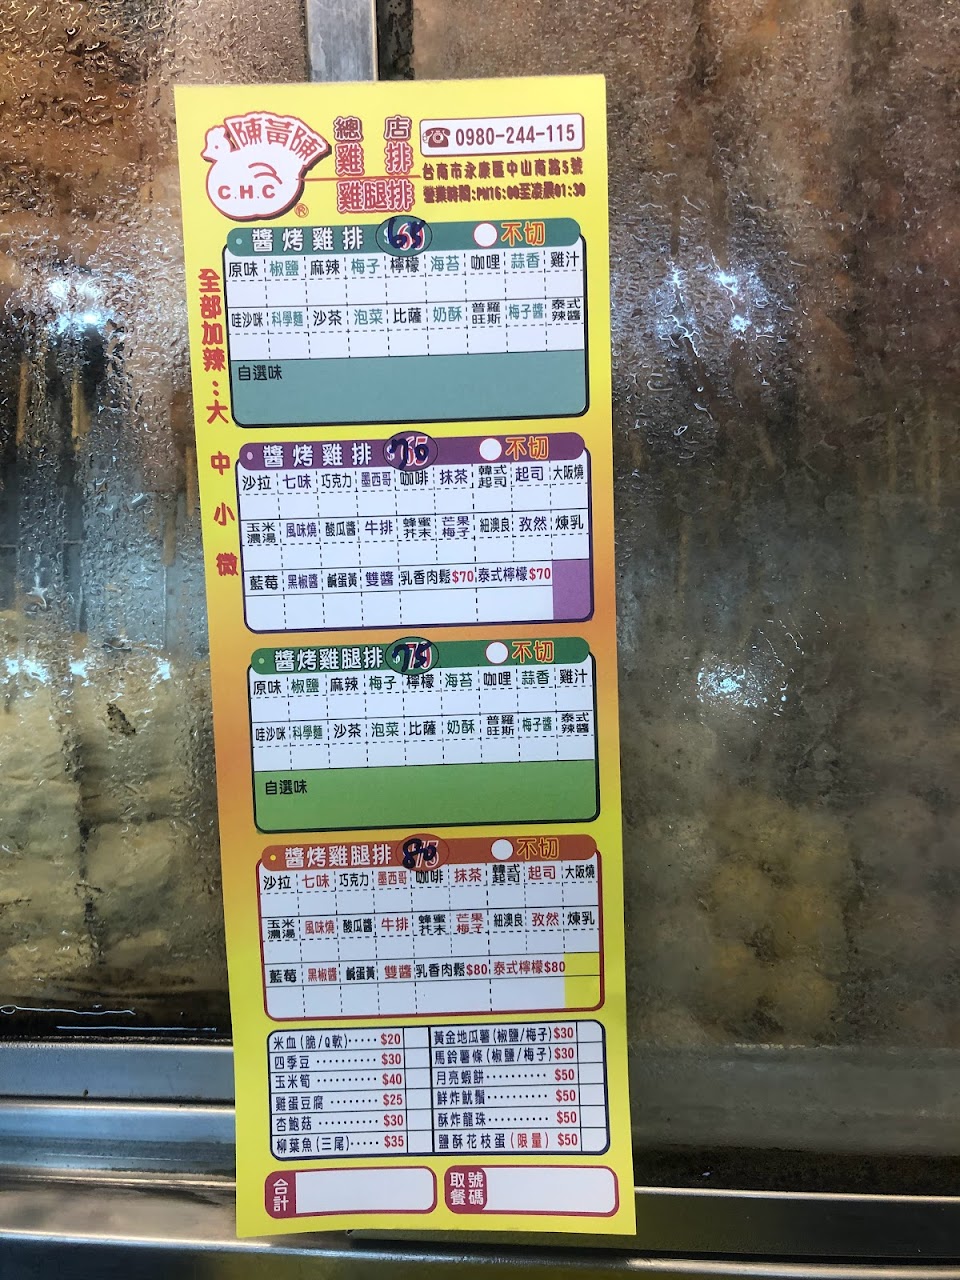 陳黃陳
C.H.C
®
總店
雞排
雞腿排
0980-244-115
台南市永康區中山南路5號
營業時間:PM16:00至凌晨01:30
全部加辣:大 中 小 微
醬烤雞排 65 不切
原味 椒鹽 麻辣 梅子 檸檬 海苔 咖哩 蒜香 雞汁
哇沙咪 科學麵 沙茶 泡菜 比薩 奶酥 普羅旺斯 梅子醬 泰式辣醬
自選味
醬烤雞排 70 不切
沙拉 七味 巧克力 墨西哥 咖啡 抹茶 韓式起司 起司 大阪燒
玉米濃湯 風味燒 酸瓜醬 牛排 蜂蜜芥末 芒果梅子 紐澳良 孜然 煉乳
藍莓 黑椒醬 鹹蛋黃 雙醬 乳香肉鬆$70 泰式檸檬$70
醬烤雞腿排 75 不切
原味 椒鹽 麻辣 梅子 檸檬 海苔 咖哩 蒜香 雞汁
哇沙咪 科學麵 沙茶 泡菜 比薩 奶酥 普羅旺斯 梅子醬 泰式辣醬
自選味
醬烤雞腿排 80 不切
沙拉 七味 巧克力 墨西哥 咖啡 抹茶 韓式起司 起司 大阪燒
玉米濃湯 風味燒 酸瓜醬 牛排 蜂蜜芥末 芒果梅子 紐澳良 孜然 煉乳
藍莓 黑椒醬 鹹蛋黃 雙醬 乳香肉鬆$80 泰式檸檬$80
米血(脆/Q軟)‧‧‧‧‧ $20
四季豆‧‧‧‧‧‧‧‧‧‧ $30
玉米筍‧‧‧‧‧‧‧‧‧‧ $40
雞蛋豆腐‧‧‧‧‧‧‧‧ $25
杏鮑菇‧‧‧‧‧‧‧‧‧‧ $30
柳葉魚(三尾)‧‧‧‧‧ $35
黃金地瓜薯(椒鹽/梅子)$30
馬鈴薯條(椒鹽/梅子)$30
月亮蝦餅‧‧‧‧‧‧‧‧‧‧ $50
鮮炸魷鬚‧‧‧‧‧‧‧‧‧‧ $50
酥炸龍珠‧‧‧‧‧‧‧‧‧‧ $50
鹽酥花枝蛋(限量) $50
合計
取餐號碼